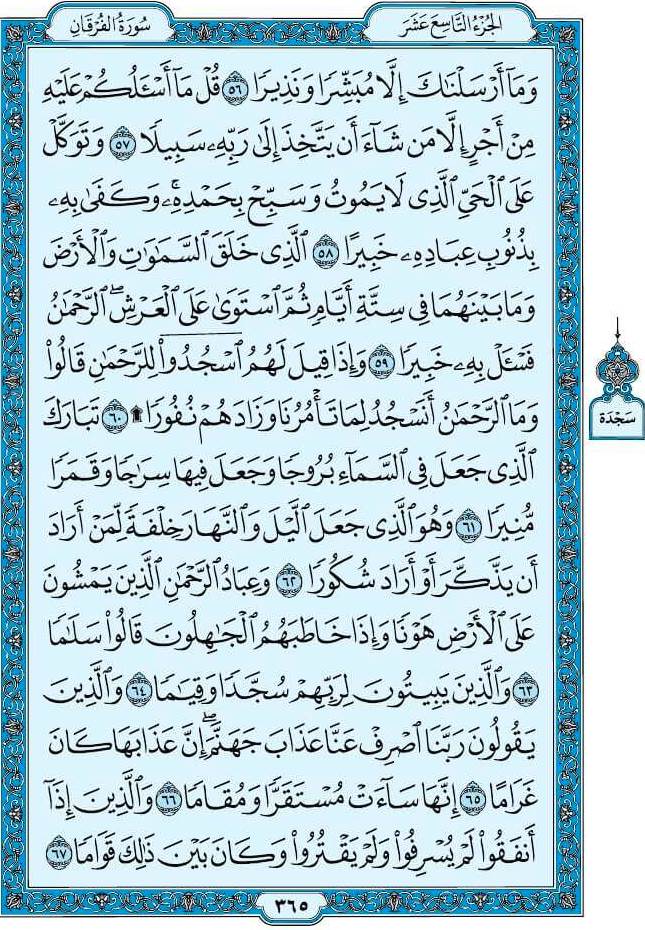 الجزء التاسع عشر
سورة الفرقان
وَمَآ أَرْسَلْنَٰكَ إِلَّا مُبَشِّرًا وَنَذِيرًا ٥٦ قُلْ مَآ أَسْـَٔلُكُمْ عَلَيْهِ
مِنْ أَجْرٍ إِلَّا مَن شَآءَ أَن يَتَّخِذَ إِلَىٰ رَبِّهِۦ سَبِيلًا ٥٧ وَتَوَكَّلْ
عَلَى ٱلْحَىِّ ٱلَّذِى لَا يَمُوتُ وَسَبِّحْ بِحَمْدِهِۦۚ وَكَفَىٰ بِهِۦ
بِذُنُوبِ عِبَادِهِۦ خَبِيرًا ٥٨ ٱلَّذِى خَلَقَ ٱلسَّمَٰوَٰتِ وَٱلْأَرْضَ
وَمَا بَيْنَهُمَا فِى سِتَّةِ أَيَّامٍ ثُمَّ ٱسْتَوَىٰ عَلَى ٱلْعَرْشِۖ ٱلرَّحْمَٰنُ
فَسْـَٔلْ بِهِۦ خَبِيرًا ٥٩ وَإِذَا قِيلَ لَهُمُ ٱسْجُدُوا۟ لِلرَّحْمَٰنِ قَالُوا۟
وَمَا ٱلرَّحْمَٰنُ أَنَسْجُدُ لِمَا تَأْمُرُنَا وَزَادَهُمْ نُفُورًا ۩ ٦٠ تَبَارَكَ
سَجْدَة
ٱلَّذِى جَعَلَ فِى ٱلسَّمَآءِ بُرُوجًا وَجَعَلَ فِيهَا سِرَٰجًا وَقَمَرًا
مُّنِيرًا ٦١ وَهُوَ ٱلَّذِى جَعَلَ ٱلَّيْلَ وَٱلنَّهَارَ خِلْفَةً لِّمَنْ أَرَادَ
أَن يَذَّكَّرَ أَوْ أَرَادَ شُكُورًا ٦٢ وَعِبَادُ ٱلرَّحْمَٰنِ ٱلَّذِينَ يَمْشُونَ
عَلَى ٱلْأَرْضِ هَوْنًا وَإِذَا خَاطَبَهُمُ ٱلْجَٰهِلُونَ قَالُوا۟ سَلَٰمًا
٦٣ وَٱلَّذِينَ يَبِيتُونَ لِرَبِّهِمْ سُجَّدًا وَقِيَٰمًا ٦٤ وَٱلَّذِينَ
يَقُولُونَ رَبَّنَا ٱصْرِفْ عَنَّا عَذَابَ جَهَنَّمَۖ إِنَّ عَذَابَهَا كَانَ
غَرَامًا ٦٥ إِنَّهَا سَآءَتْ مُسْتَقَرًّا وَمُقَامًا ٦٦ وَٱلَّذِينَ إِذَآ
أَنفَقُوا۟ لَمْ يُسْرِفُوا۟ وَلَمْ يَقْتُرُوا۟ وَكَانَ بَيْنَ ذَٰلِكَ قَوَامًا ٦٧
٣٦٥